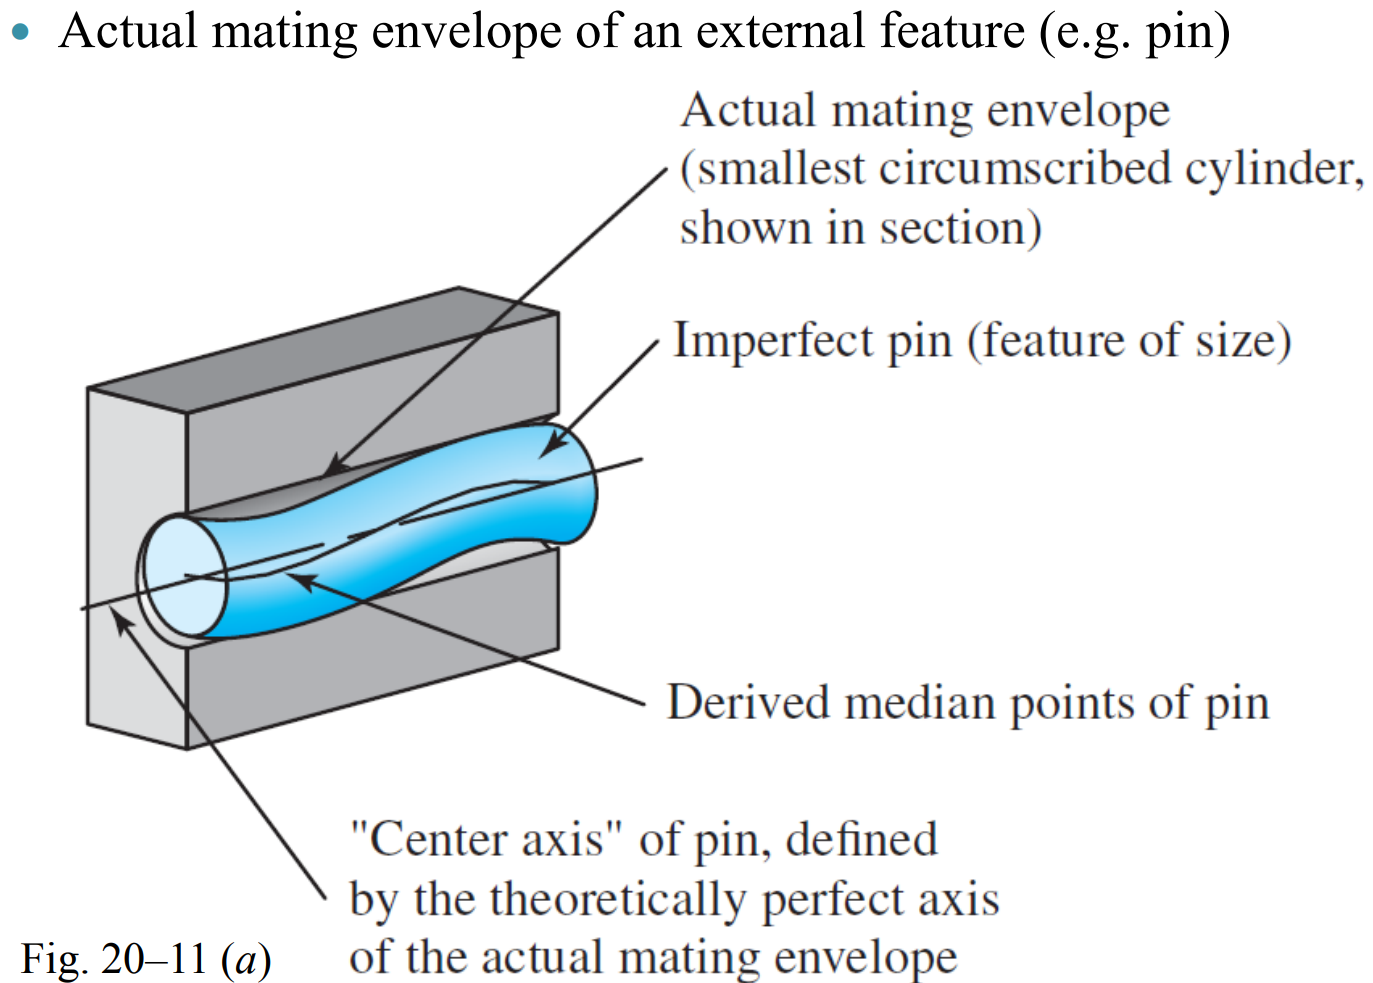 • Actual mating envelope of an external feature (e.g. pin)
Actual mating envelope
(smallest circumscribed cylinder,
shown in section)
Imperfect pin (feature of size)
Derived median points of pin
"Center axis" of pin, defined
by the theoretically perfect axis
of the actual mating envelope
Fig. 20–11 (a)